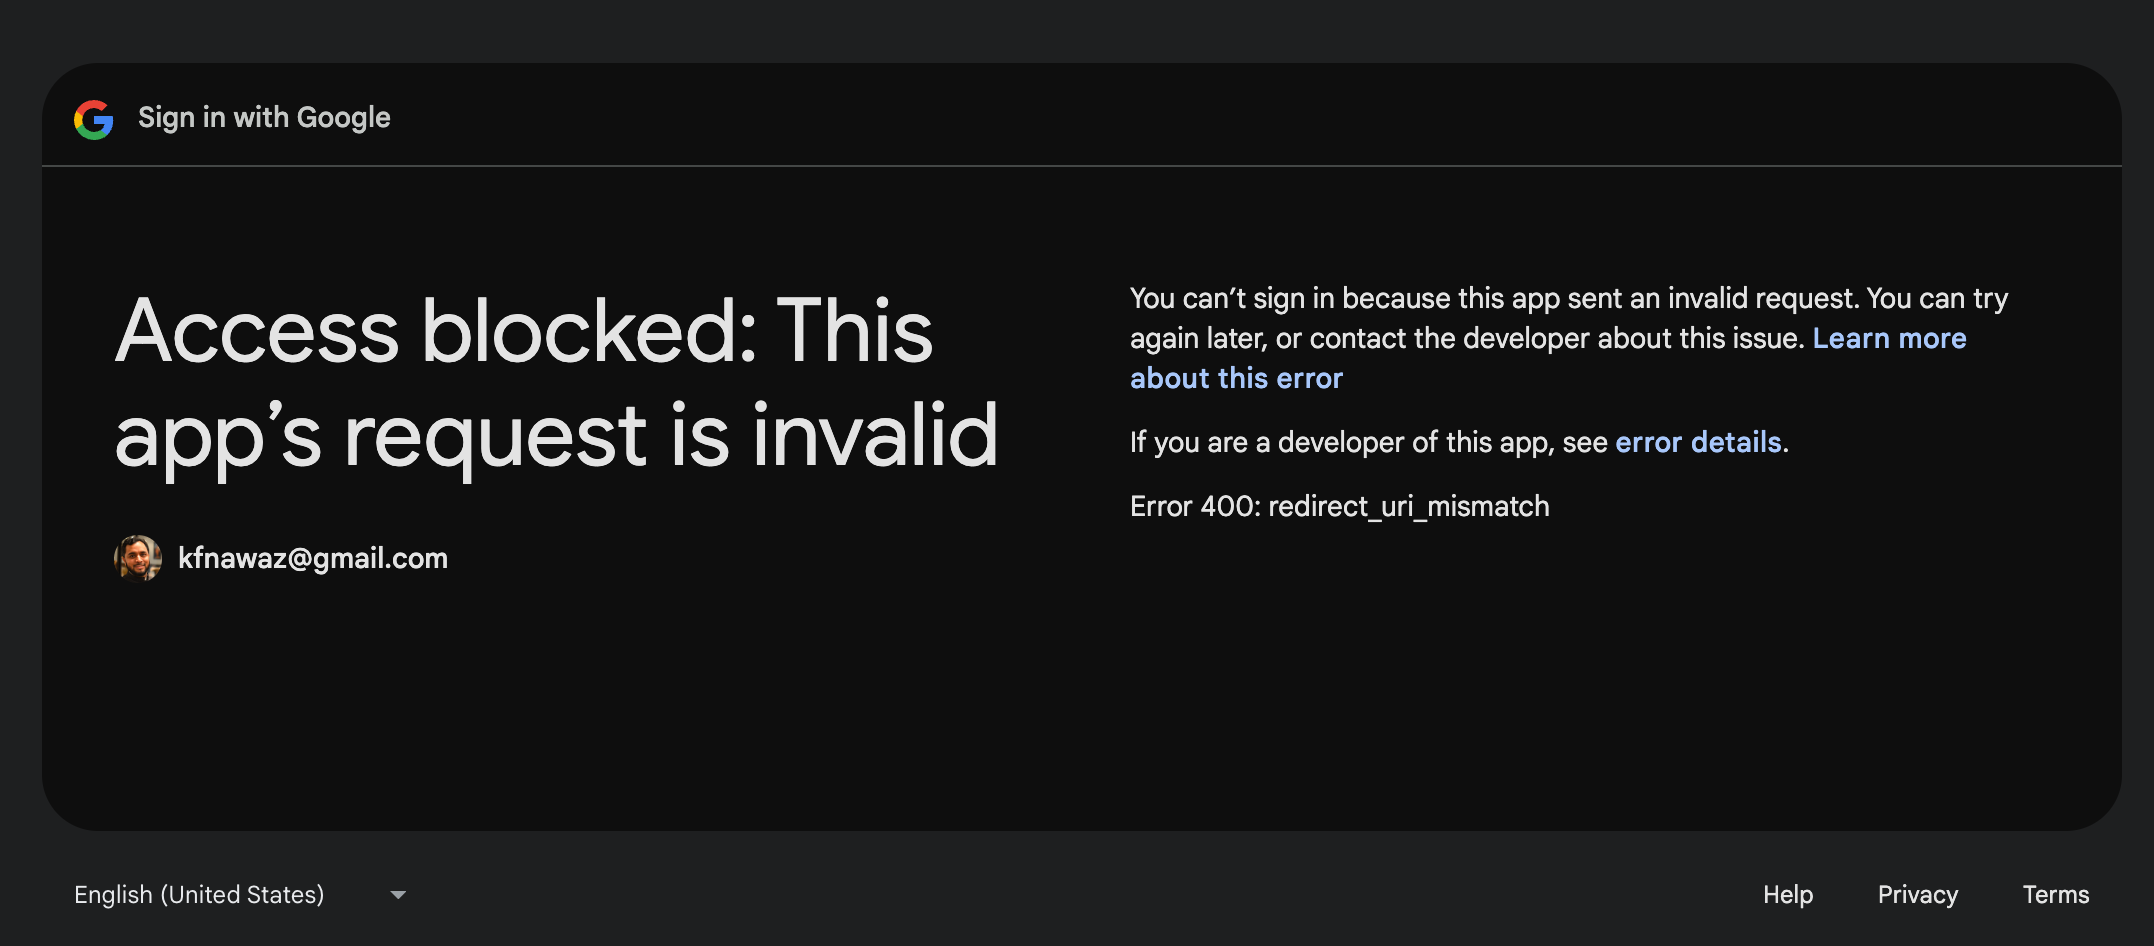 Sign in with Google
Access blocked: This
app’s request is invalid
kfnawaz@gmail.com
You can’t sign in because this app sent an invalid request. You can try
again later, or contact the developer about this issue. Learn more
about this error
If you are a developer of this app, see error details.
Error 400: redirect_uri_mismatch
English (United States)
Help
Privacy
Terms